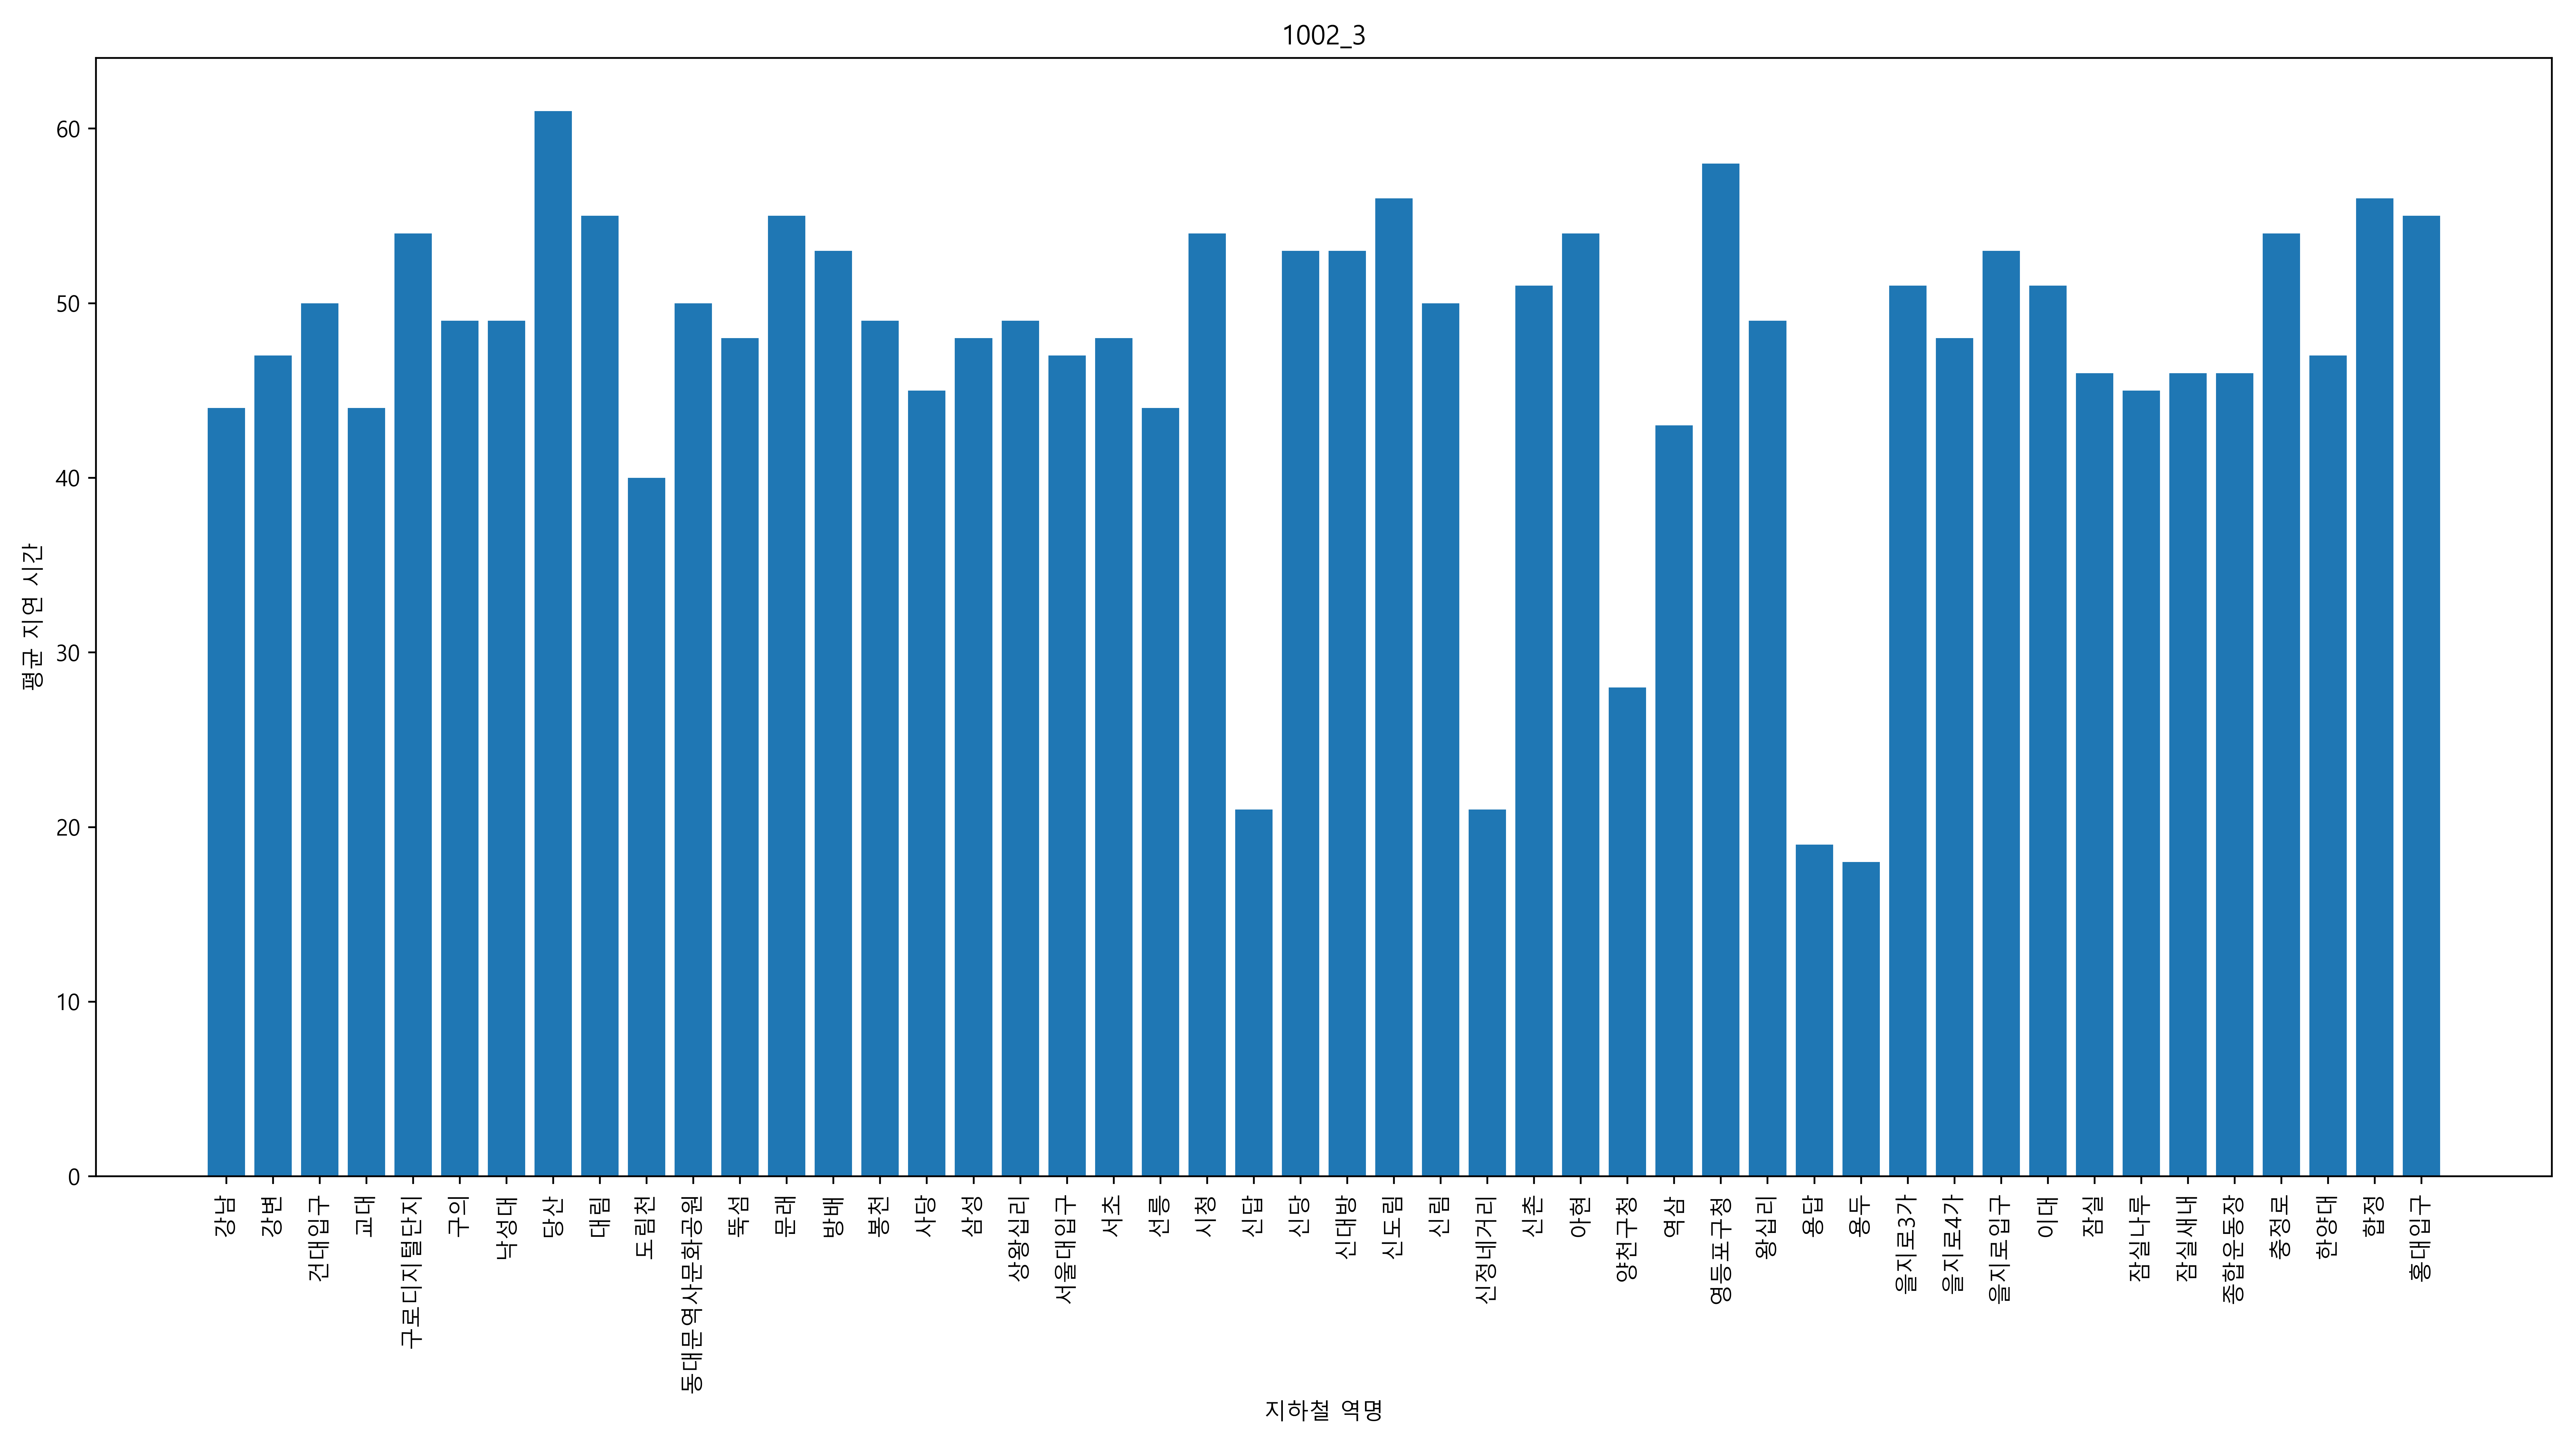 1002_3
60
50
40
30
20
10
0
평균 지연 시간
강남
강변
건대입구
교대
구로디지털단지
구의
낙성대
당산
대림
도림천
동대문역사문화공원
뚝섬
문래
방배
봉천
사당
삼성
상왕십리
서울대입구
서초
선릉
시청
신답
신당
신대방
신도림
신림
신정네거리
신촌
아현
양천구청
역삼
영등포구청
왕십리
용답
용두
을지로3가
을지로4가
을지로입구
이대
잠실
잠실나루
잠실새내
종합운동장
충정로
한양대
합정
홍대입구
지하철 역명